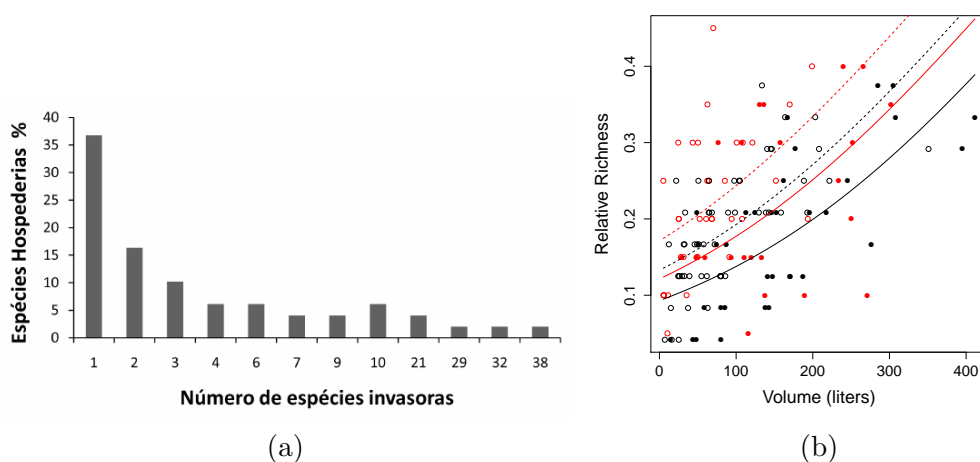 Espécies Hospederias %
40
35
30
25
20
15
10
5
0
1 2 3 4 6 7 9 10 21 29 32 38
Número de espécies invasoras
(a)
Relative Richness
0.4
0.3
0.2
0.1
0 100 200 300 400
Volume (liters)
(b)